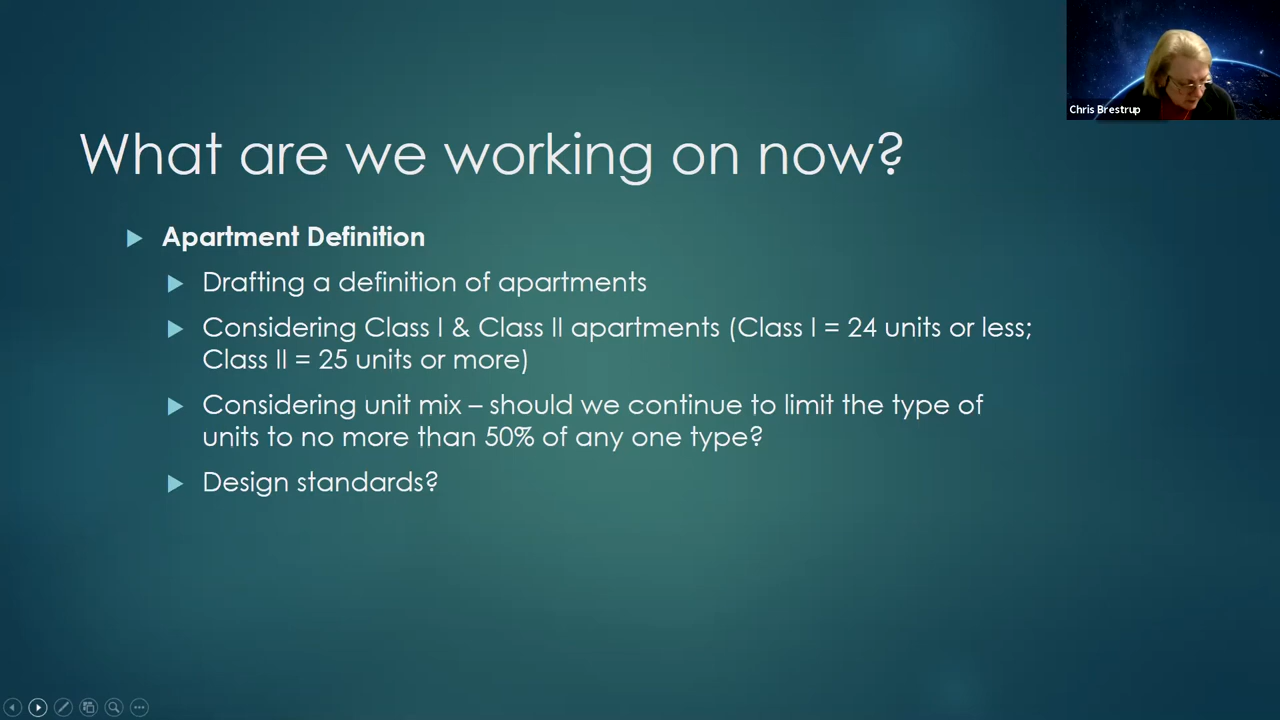 Chris Brestrup
What are we working on now?
Apartment Definition
Drafting a definition of apartments
Considering Class I & Class II apartments (Class I = 24 units or less;
Class II = 25 units or more)
Considering unit mix – should we continue to limit the type of
units to no more than 50% of any one type?
Design standards?